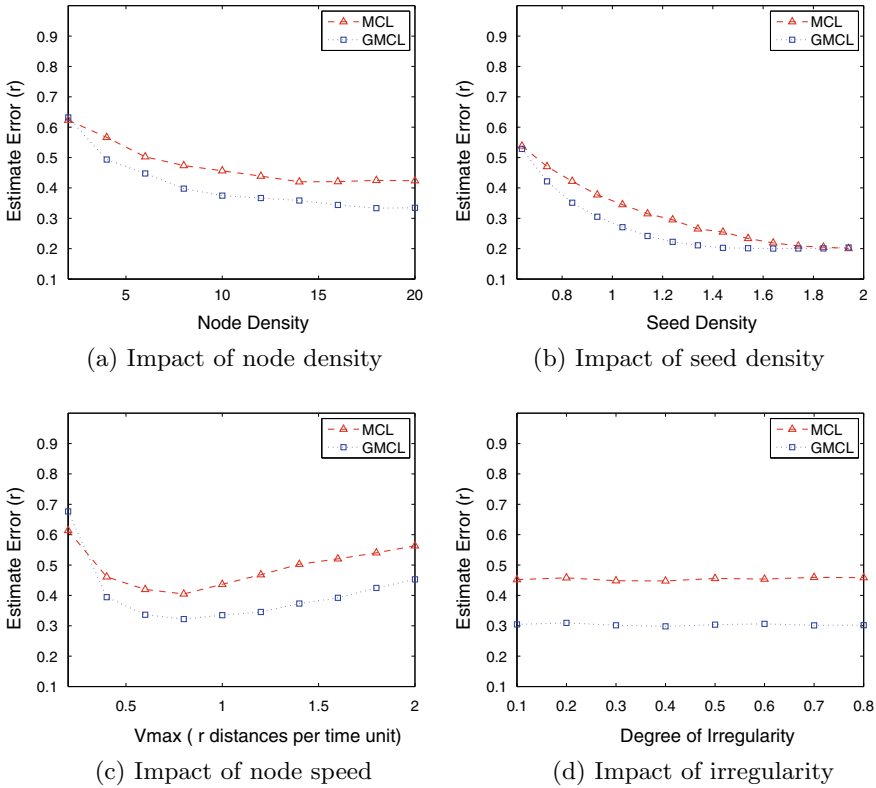 MCL
GMCL
0.9
0.8
0.7
0.6
0.5
0.4
0.3
0.2
0.1
Estimate Error (r)
5
10
15
20
Node Density
(a) Impact of node density
MCL
GMCL
0.9
0.8
0.7
0.6
0.5
0.4
0.3
0.2
0.1
Estimate Error (r)
0.8
1
1.2
1.4
1.6
1.8
2
Seed Density
(b) Impact of seed density
MCL
GMCL
0.9
0.8
0.7
0.6
0.5
0.4
0.3
0.2
0.1
Estimate Error (r)
0.5
1
1.5
2
Vmax ( r distances per time unit)
(c) Impact of node speed
MCL
GMCL
0.9
0.8
0.7
0.6
0.5
0.4
0.3
0.2
0.1
Estimate Error (r)
0.1
0.2
0.3
0.4
0.5
0.6
0.7
0.8
Degree of Irregularity
(d) Impact of irregularity